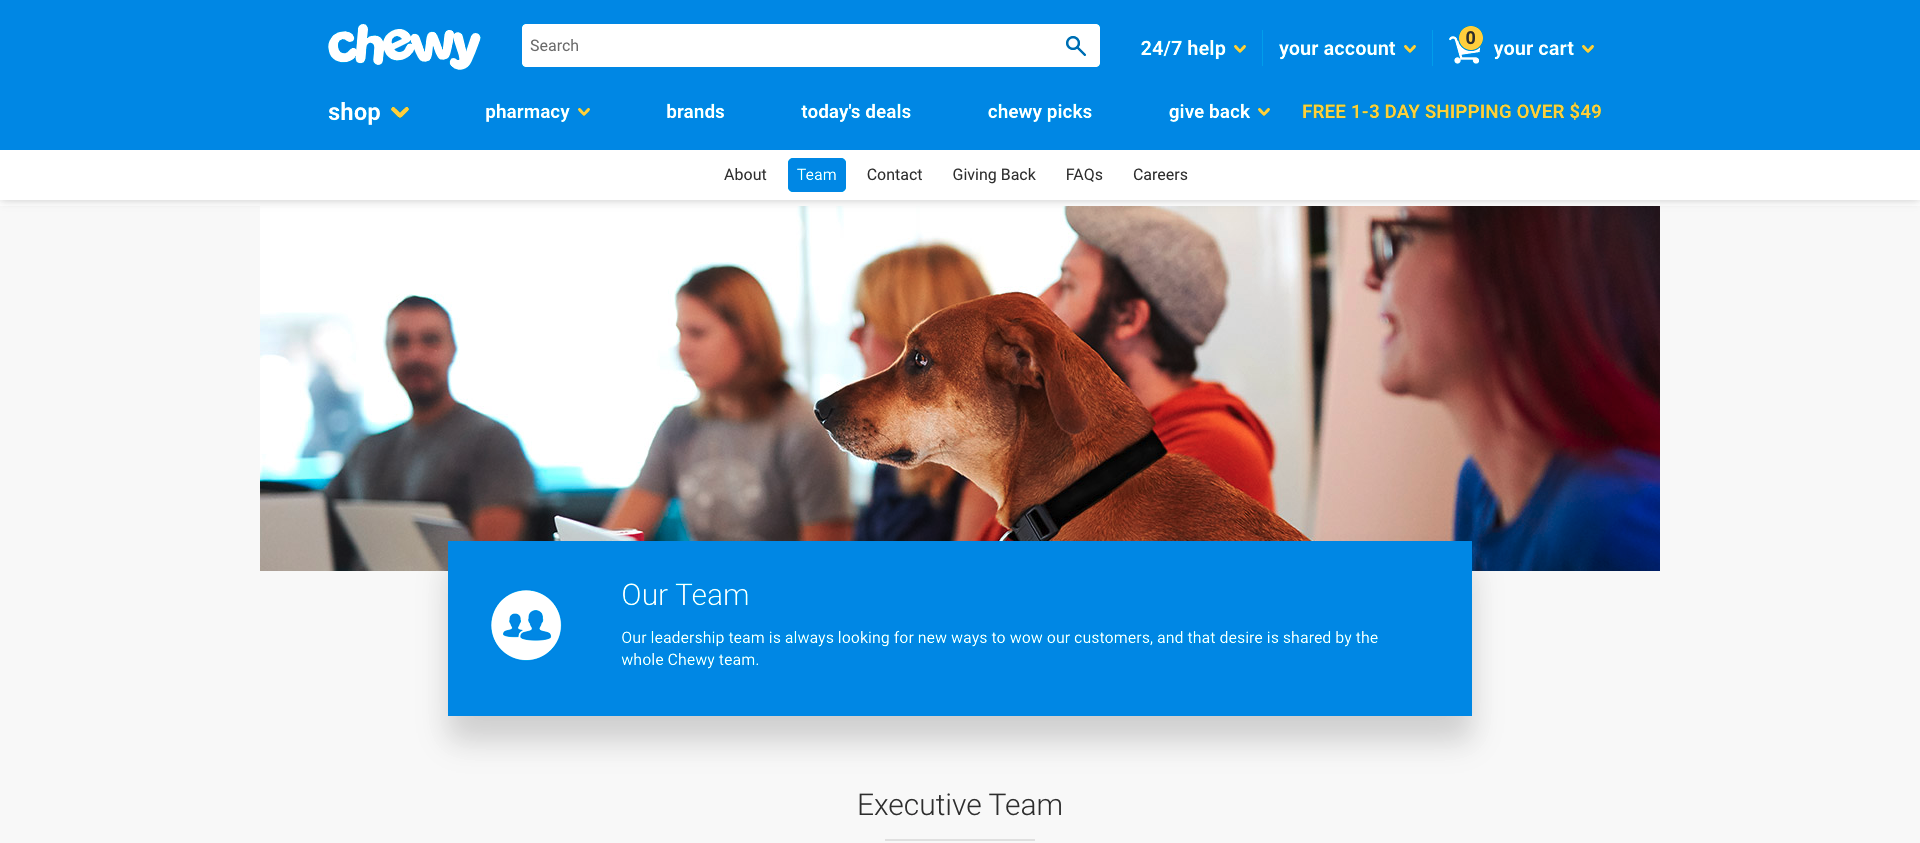 chewy
Search
24/7 help
your account
0
your cart
shop
pharmacy
brands
today's deals
chewy picks
give back
FREE 1-3 DAY SHIPPING OVER $49
About
Team
Contact
Giving Back
FAQs
Careers
Our Team
Our leadership team is always looking for new ways to wow our customers, and that desire is shared by the
whole Chewy team.
Executive Team